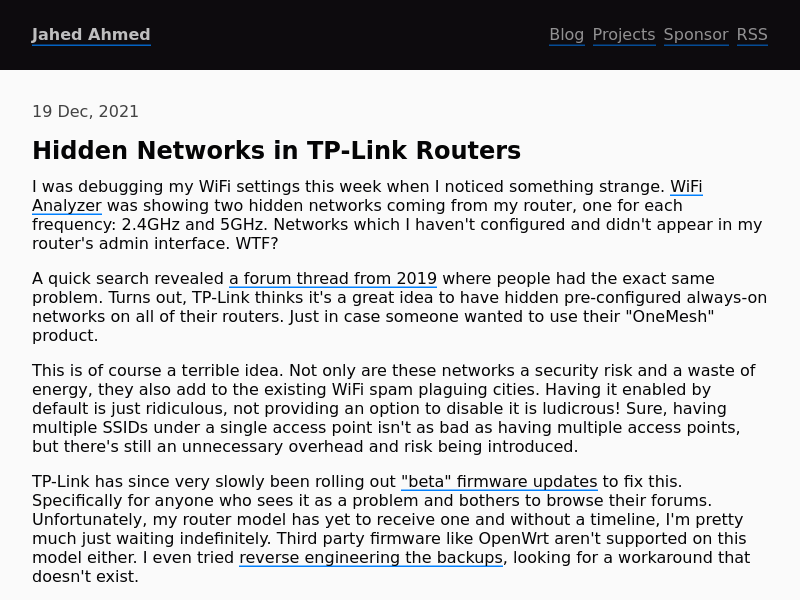 Jahed Ahmed
Blog Projects Sponsor RSS
19 Dec, 2021
Hidden Networks in TP-Link Routers
I was debugging my WiFi settings this week when I noticed something strange. WiFi
Analyzer was showing two hidden networks coming from my router, one for each
frequency: 2.4GHz and 5GHz. Networks which I haven't configured and didn't appear in my
router's admin interface. WTF?
A quick search revealed a forum thread from 2019 where people had the exact same
problem. Turns out, TP-Link thinks it's a great idea to have hidden pre-configured always-on
networks on all of their routers. Just in case someone wanted to use their "OneMesh"
product.
This is of course a terrible idea. Not only are these networks a security risk and a waste of
energy, they also add to the existing WiFi spam plaguing cities. Having it enabled by
default is just ridiculous, not providing an option to disable it is ludicrous! Sure, having
multiple SSIDs under a single access point isn't as bad as having multiple access points,
but there's still an unnecessary overhead and risk being introduced.
TP-Link has since very slowly been rolling out "beta" firmware updates to fix this.
Specifically for anyone who sees it as a problem and bothers to browse their forums.
Unfortunately, my router model has yet to receive one and without a timeline, I'm pretty
much just waiting indefinitely. Third party firmware like OpenWrt aren't supported on this
model either. I even tried reverse engineering the backups, looking for a workaround that
doesn't exist.